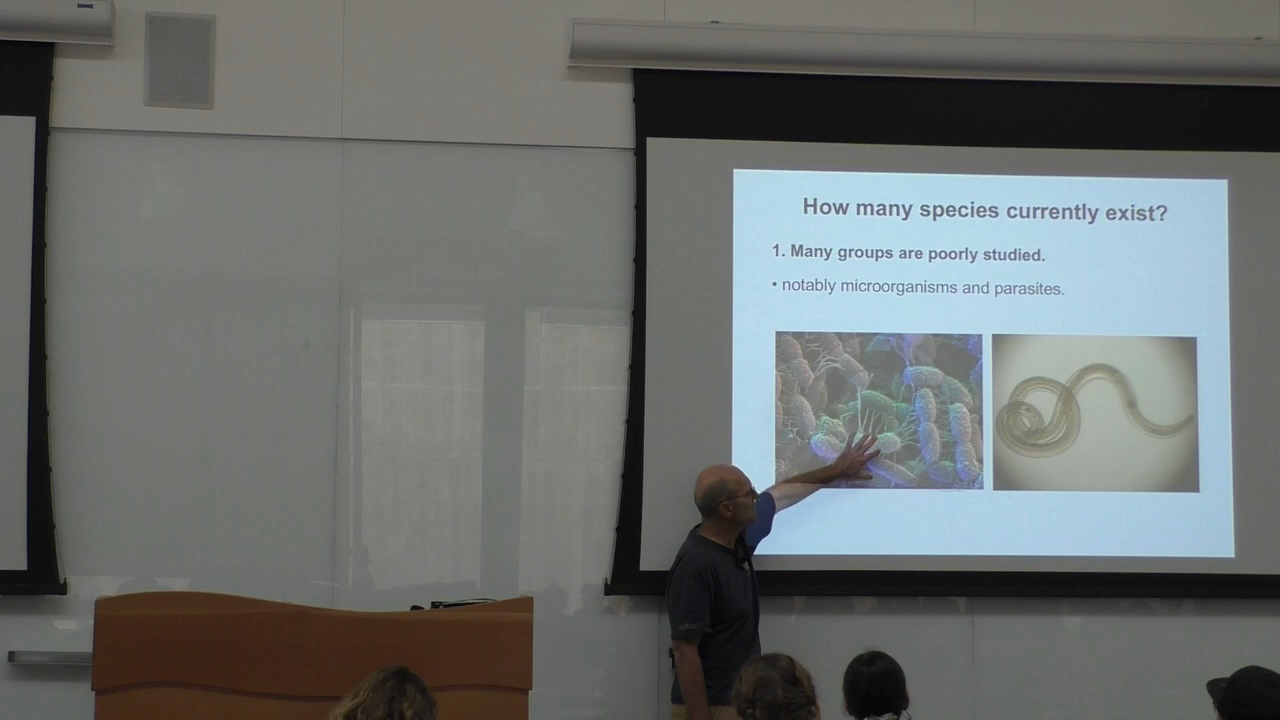 How many species currently exist?
1. Many groups are poorly studied.
• notably microorganisms and parasites.